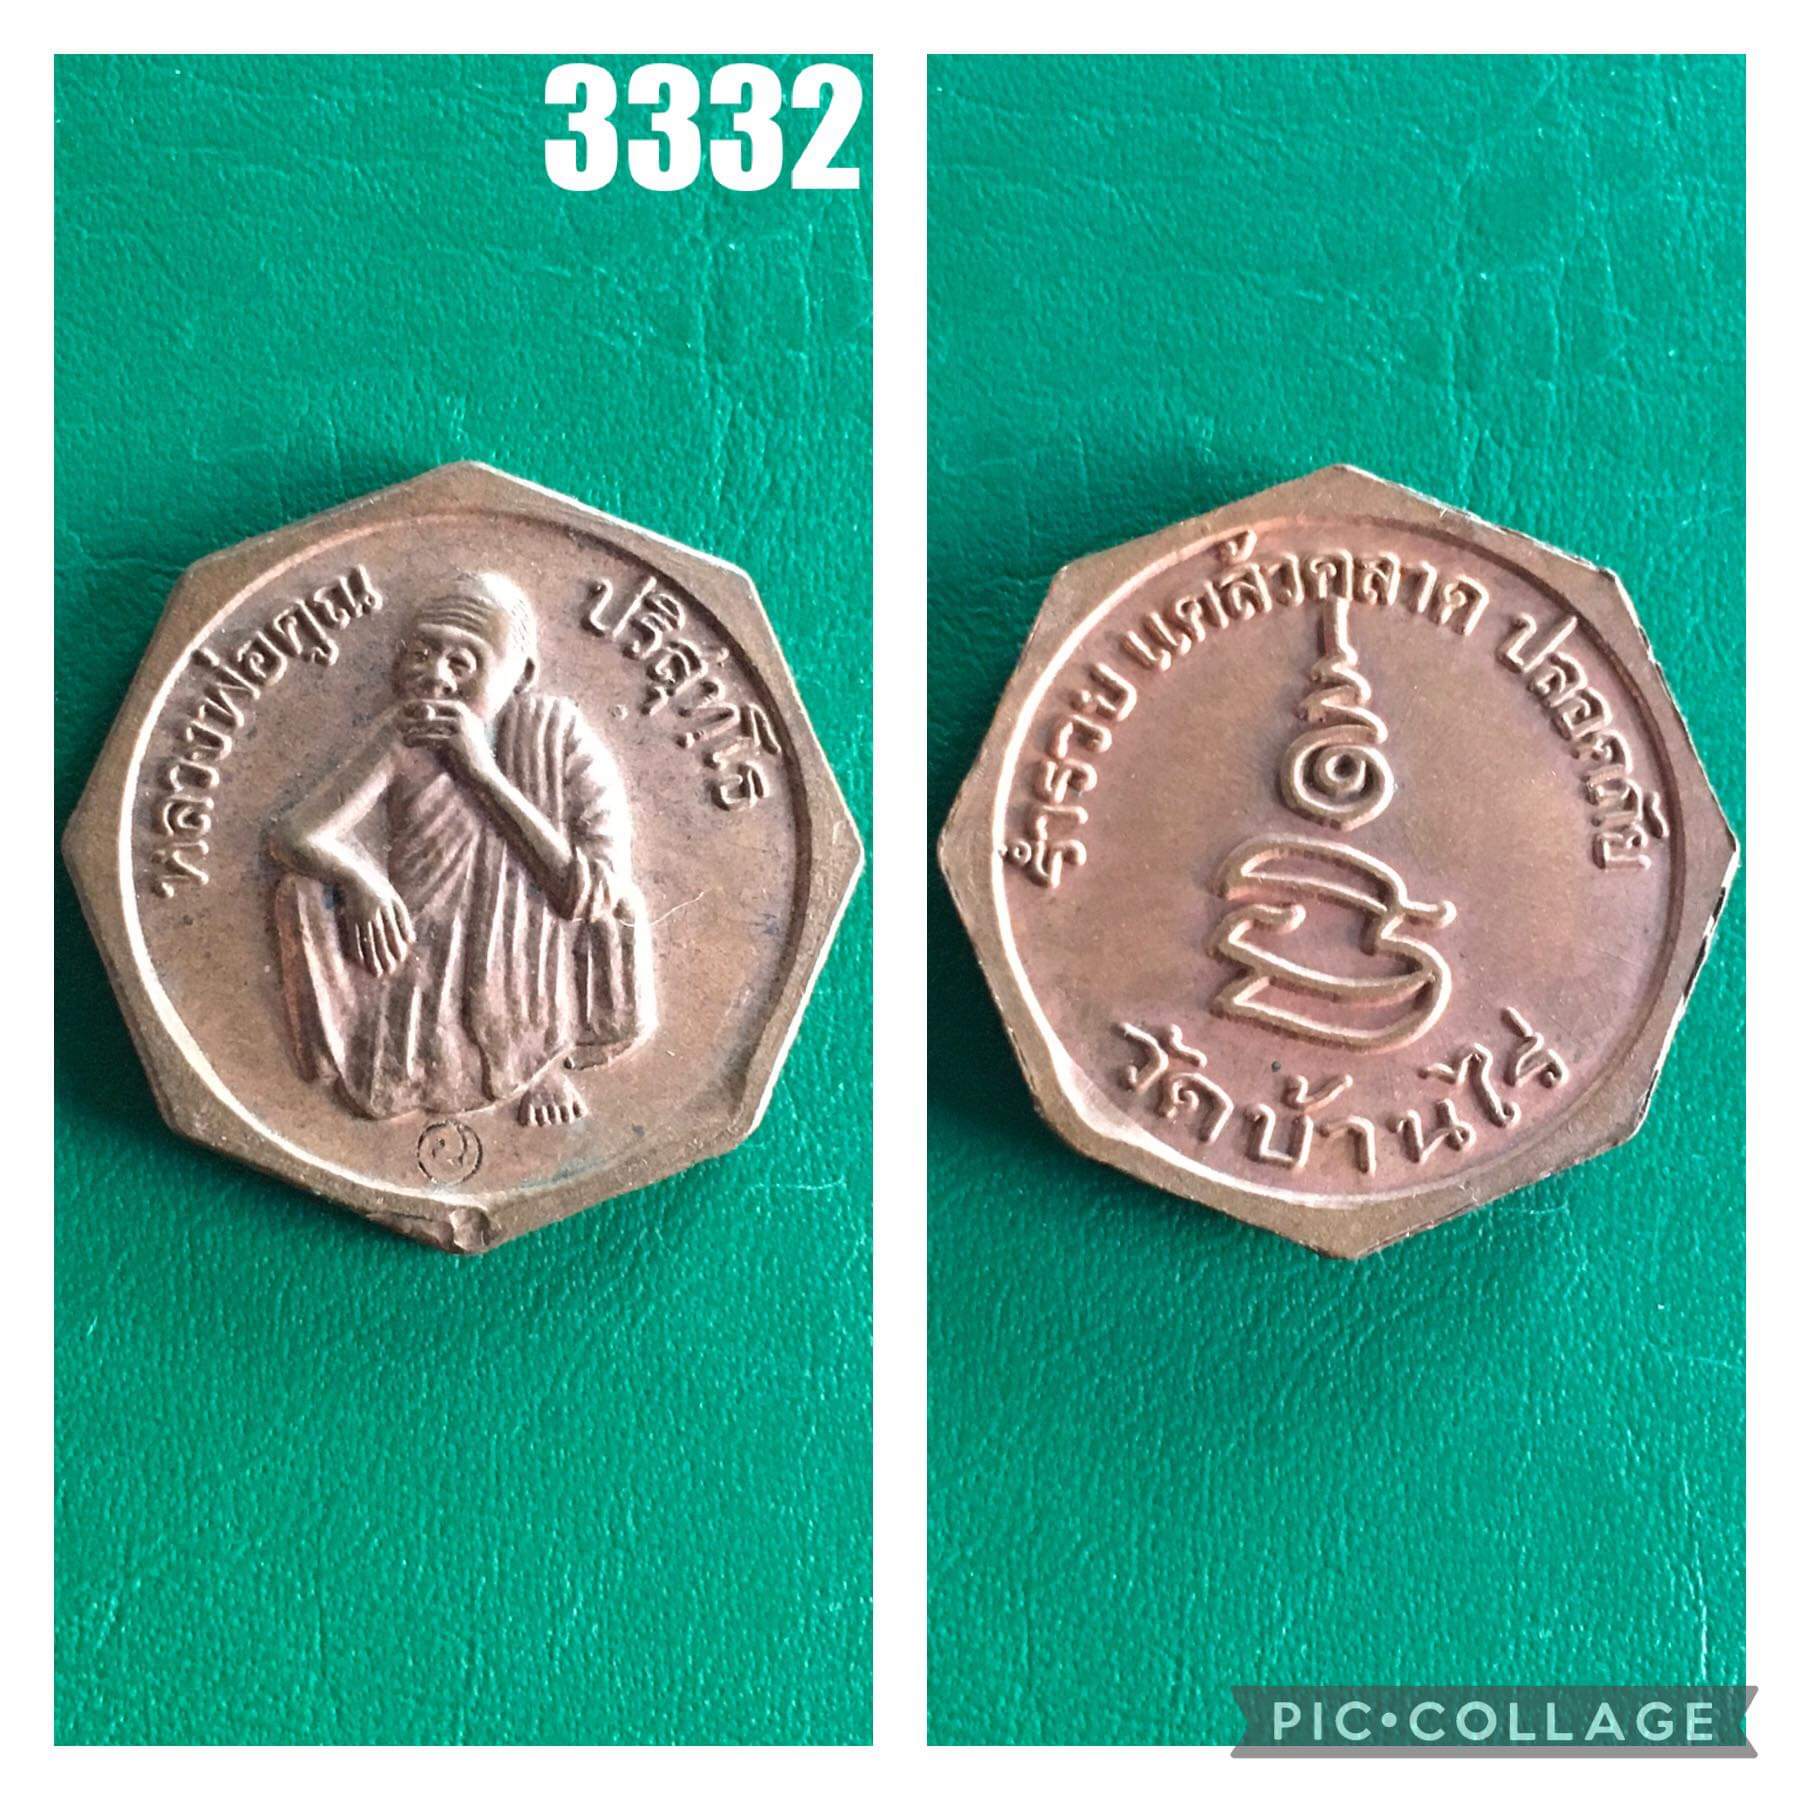 3332
หลวงพ่อคูณ ปริสุทฺโธ
ร่ำรวย แคล้วคลาด ปลอดภัย
วัดบ้านไร่
PIC•COLLAGE